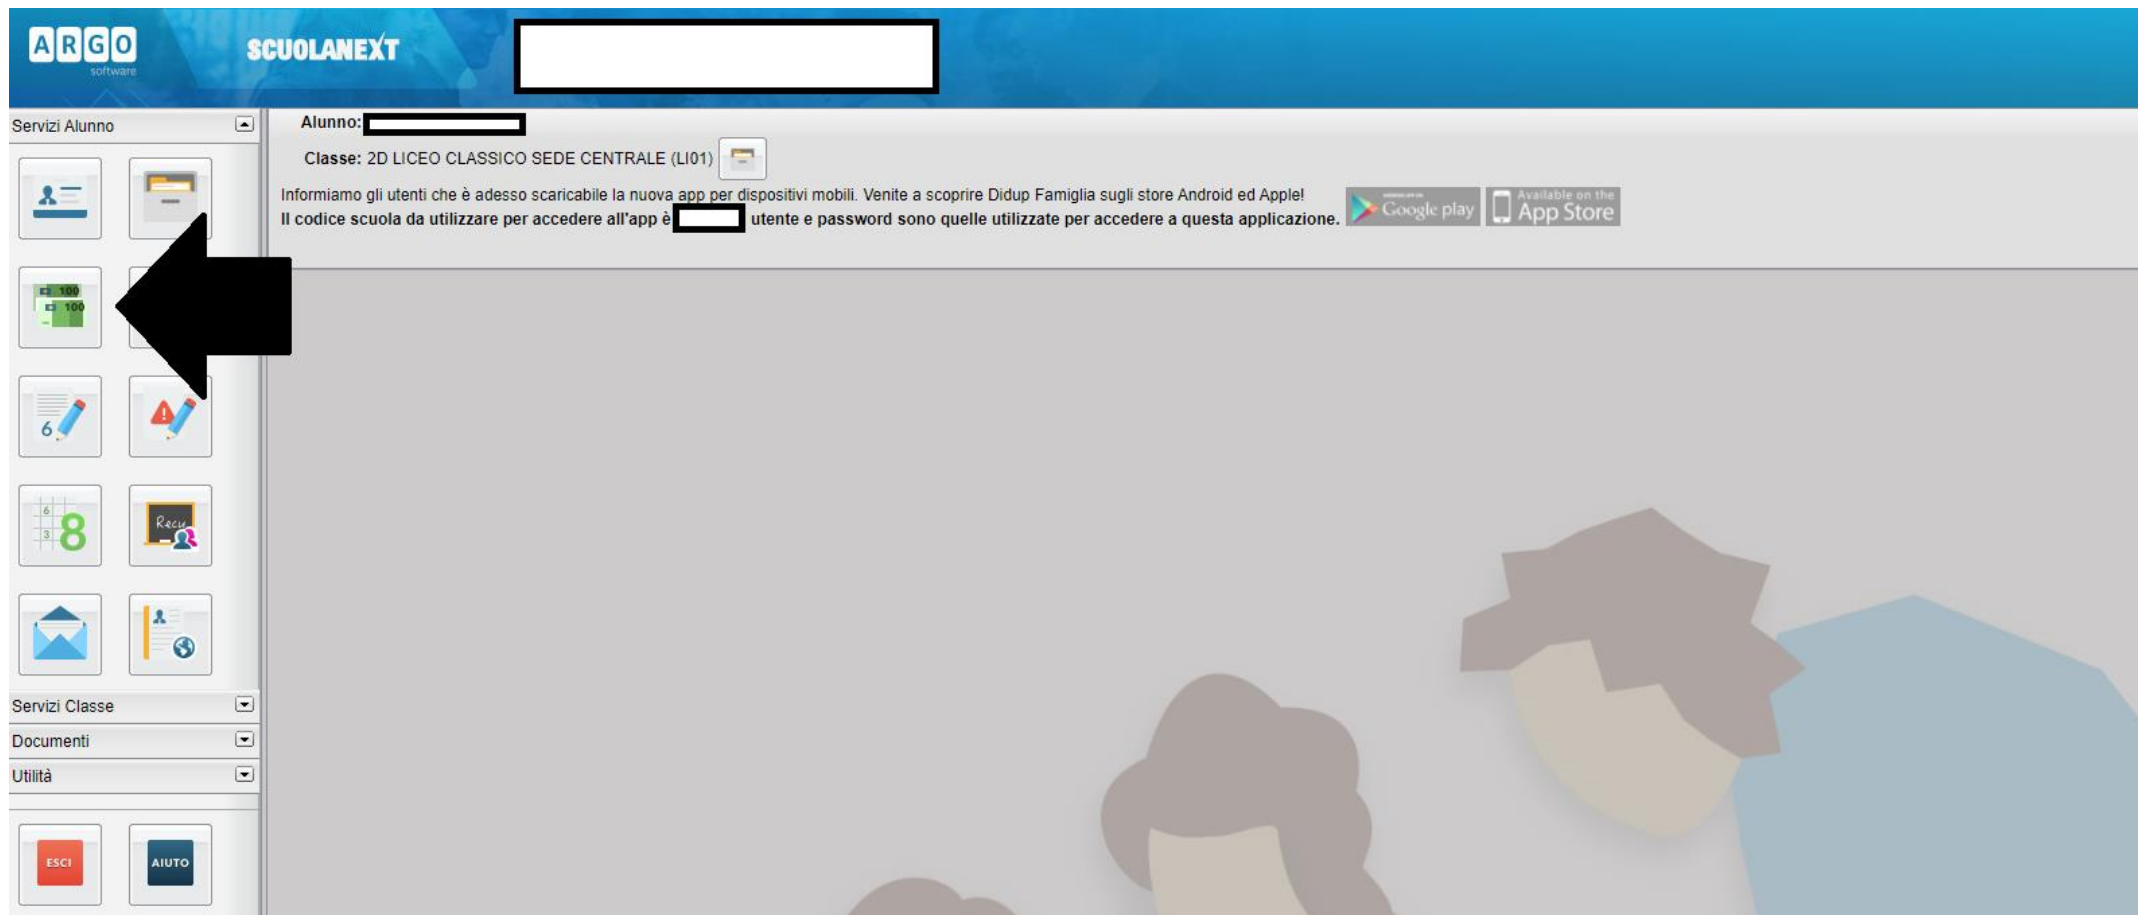 ARGO
software
SCUOLANEXT
Servizi Alunno
Alunno:
Classe: 2D LICEO CLASSICO SEDE CENTRALE (LI01)
Informiamo gli utenti che è adesso scaricabile la nuova app per dispositivi mobili. Venite a scoprire Didup Famiglia sugli store Android ed Apple!
Il codice scuola da utilizzare per accedere all'app è utente e password sono quelle utilizzate per accedere a questa applicazione.
Google play
Available on the
App Store
100
100
6
6
3
8
Recu
Servizi Classe
Documenti
Utilità
ESCI
AIUTO